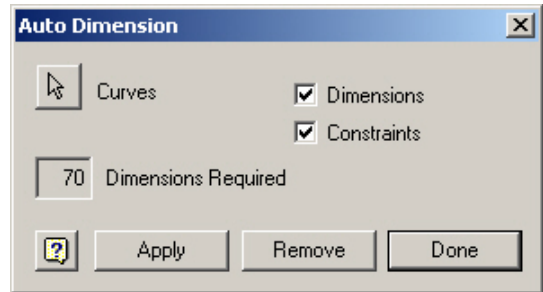 Auto Dimension
Curves
Dimensions
Constraints
70 Dimensions Required
? Apply Remove Done